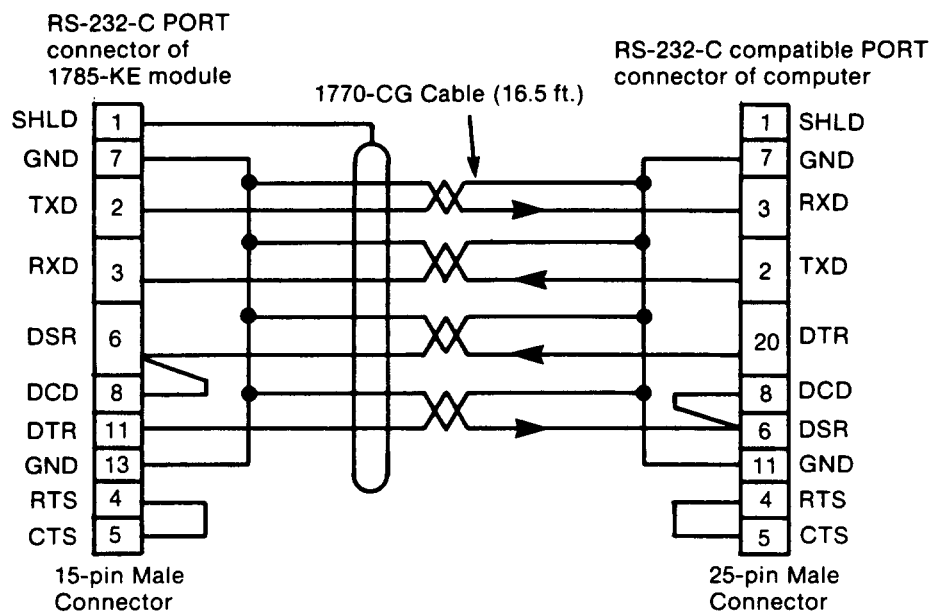 RS-232-C PORT
connector of
1785-KE module
RS-232-C compatible PORT
connector of computer
1770-CG Cable (16.5 ft.)
SHLD 1
GND 7
TXD 2
RXD 3
DSR 6
DCD 8
DTR 11
GND 13
RTS 4
CTS 5
15-pin Male
Connector
1 SHLD
7 GND
3 RXD
2 TXD
20 DTR
8 DCD
6 DSR
11 GND
4 RTS
5 CTS
25-pin Male
Connector